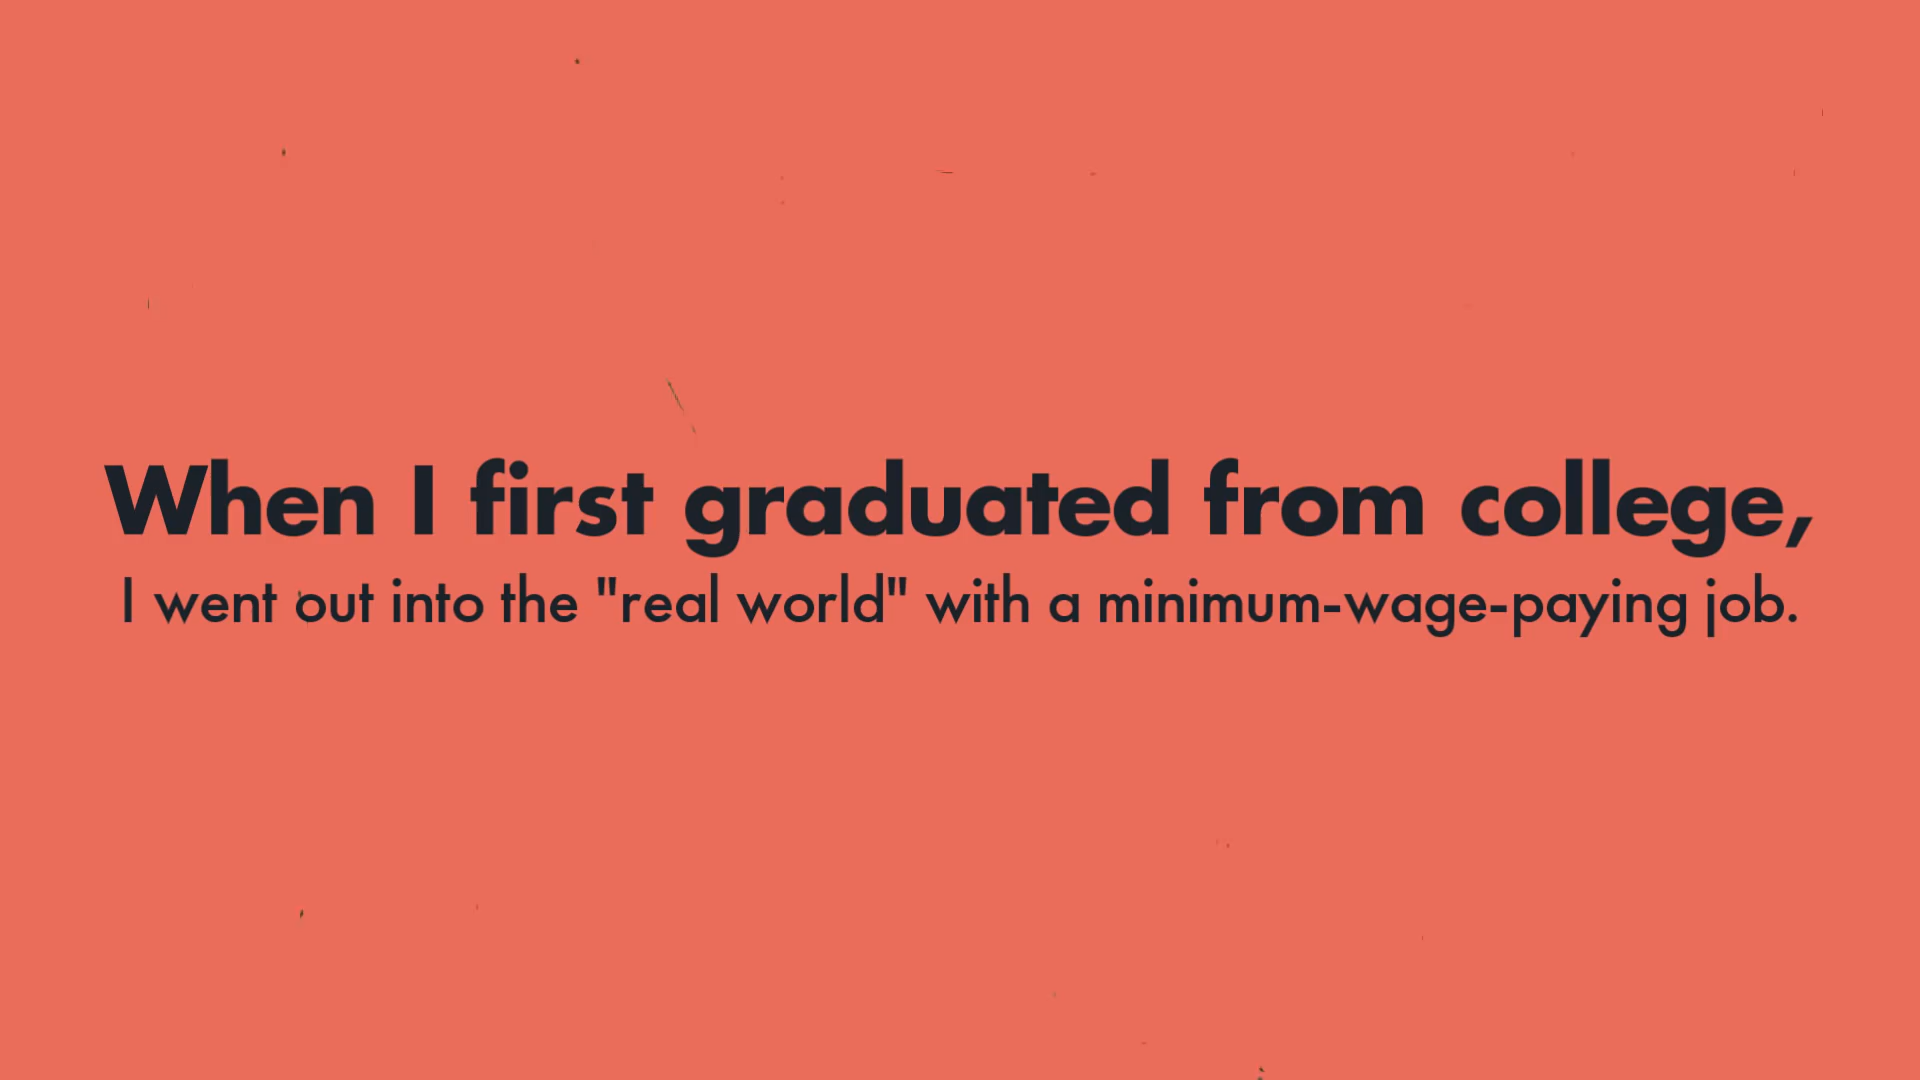 When I first graduated from college,
I went out into the "real world" with a minimum-wage-paying job.